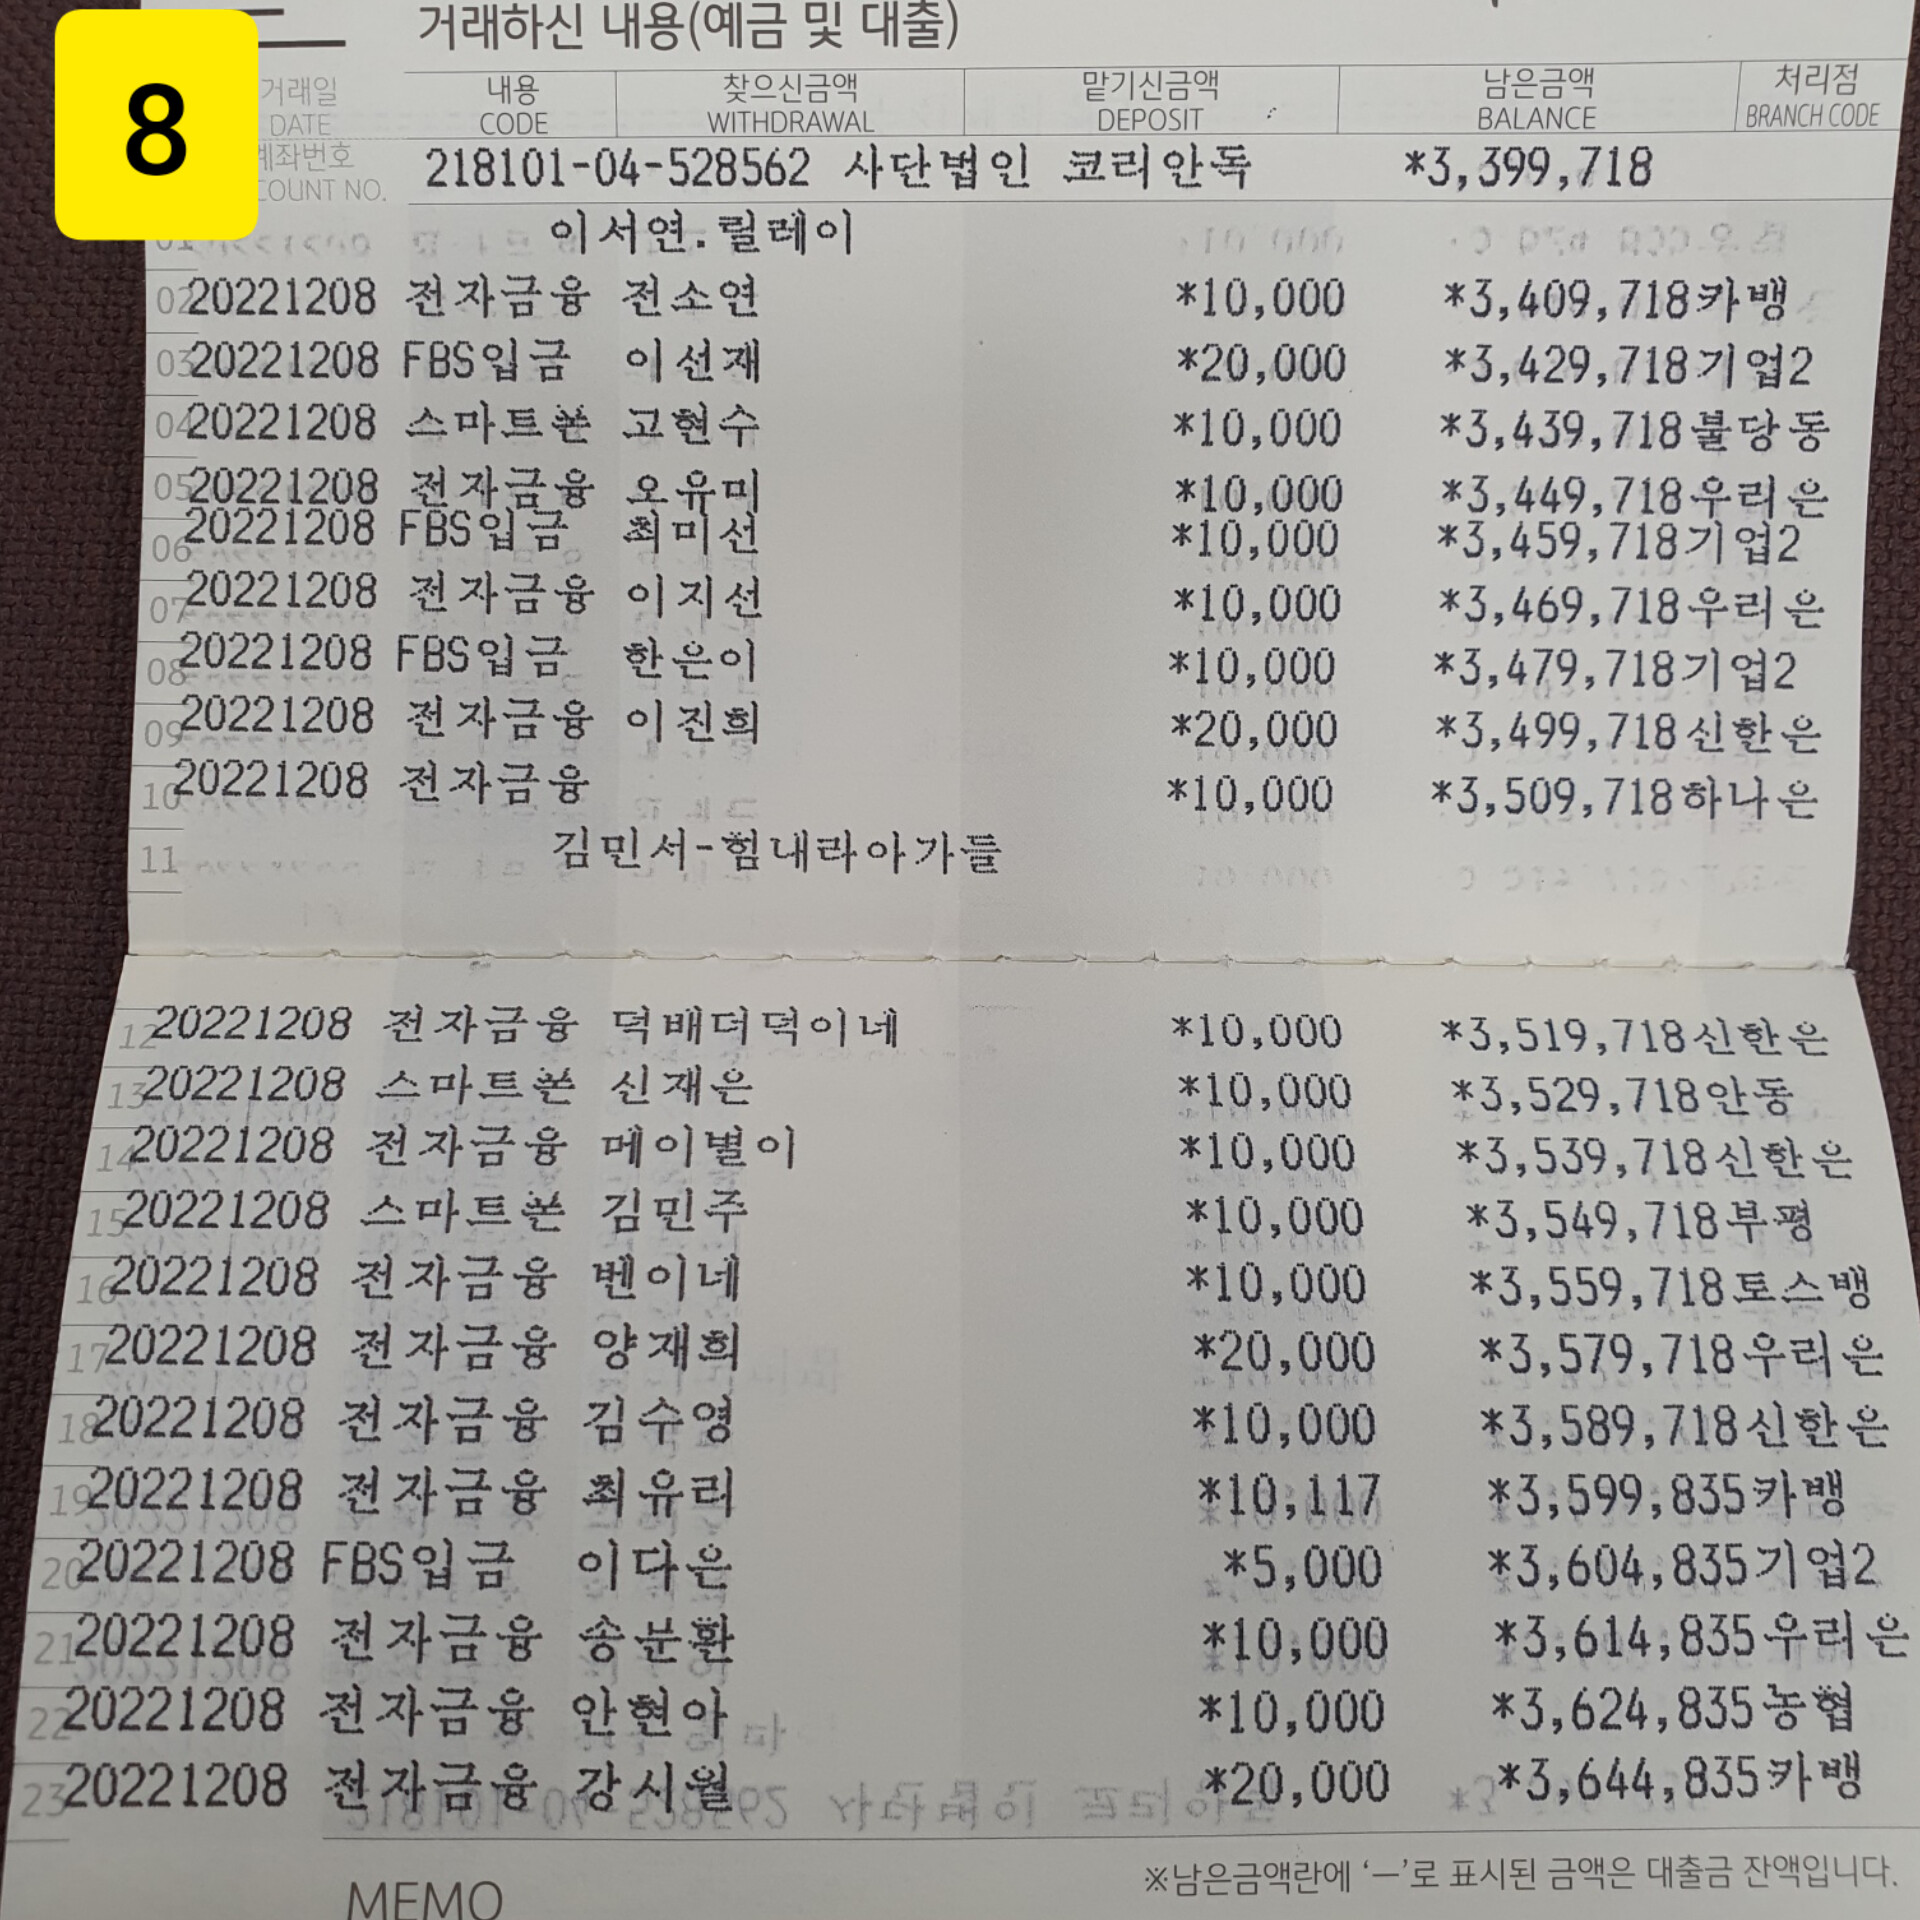 8
거래하신 내용(예금 및 대출)
거래일 내용 찾으신금액 맡기신금액 남은금액 처리점
DATE CODE WITHDRAWAL DEPOSIT BALANCE BRANCH CODE
계좌번호 218101-04-528562 사단법인 코리안독 *3,399,718
COUNT NO.
01 이서연.릴레이
02 20221208 전자금융 전소연 *10,000 *3,409,718 카뱅
03 20221208 FBS입금 이선재 *20,000 *3,429,718 기업2
04 20221208 스마트폰 고현수 *10,000 *3,439,718 불당동
05 20221208 전자금융 오유미 *10,000 *3,449,718 우리은
06 20221208 FBS입금 최미선 *10,000 *3,459,718 기업2
07 20221208 전자금융 이지선 *10,000 *3,469,718 우리은
08 20221208 FBS입금 한은이 *10,000 *3,479,718 기업2
09 20221208 전자금융 이진희 *20,000 *3,499,718 신한은
10 20221208 전자금융 *10,000 *3,509,718 하나은
11 김민서-힘내라아가들
12 20221208 전자금융 덕배더덕이네 *10,000 *3,519,718 신한은
13 20221208 스마트폰 신재은 *10,000 *3,529,718 안동
14 20221208 전자금융 메이별이 *10,000 *3,539,718 신한은
15 20221208 스마트폰 김민주 *10,000 *3,549,718 부평
16 20221208 전자금융 벤이네 *10,000 *3,559,718 토스뱅
17 20221208 전자금융 양재희 *20,000 *3,579,718 우리은
18 20221208 전자금융 김수영 *10,000 *3,589,718 신한은
19 20221208 전자금융 최유리 *10,117 *3,599,835 카뱅
20 20221208 FBS입금 이다은 *5,000 *3,604,835 기업2
21 20221208 전자금융 송분환 *10,000 *3,614,835 우리은
22 20221208 전자금융 안현아 *10,000 *3,624,835 농협
23 20221208 전자금융 강시월 *20,000 *3,644,835 카뱅
※남은금액란에 ‘ㅡ’로 표시된 금액은 대출금 잔액입니다.
MEMO